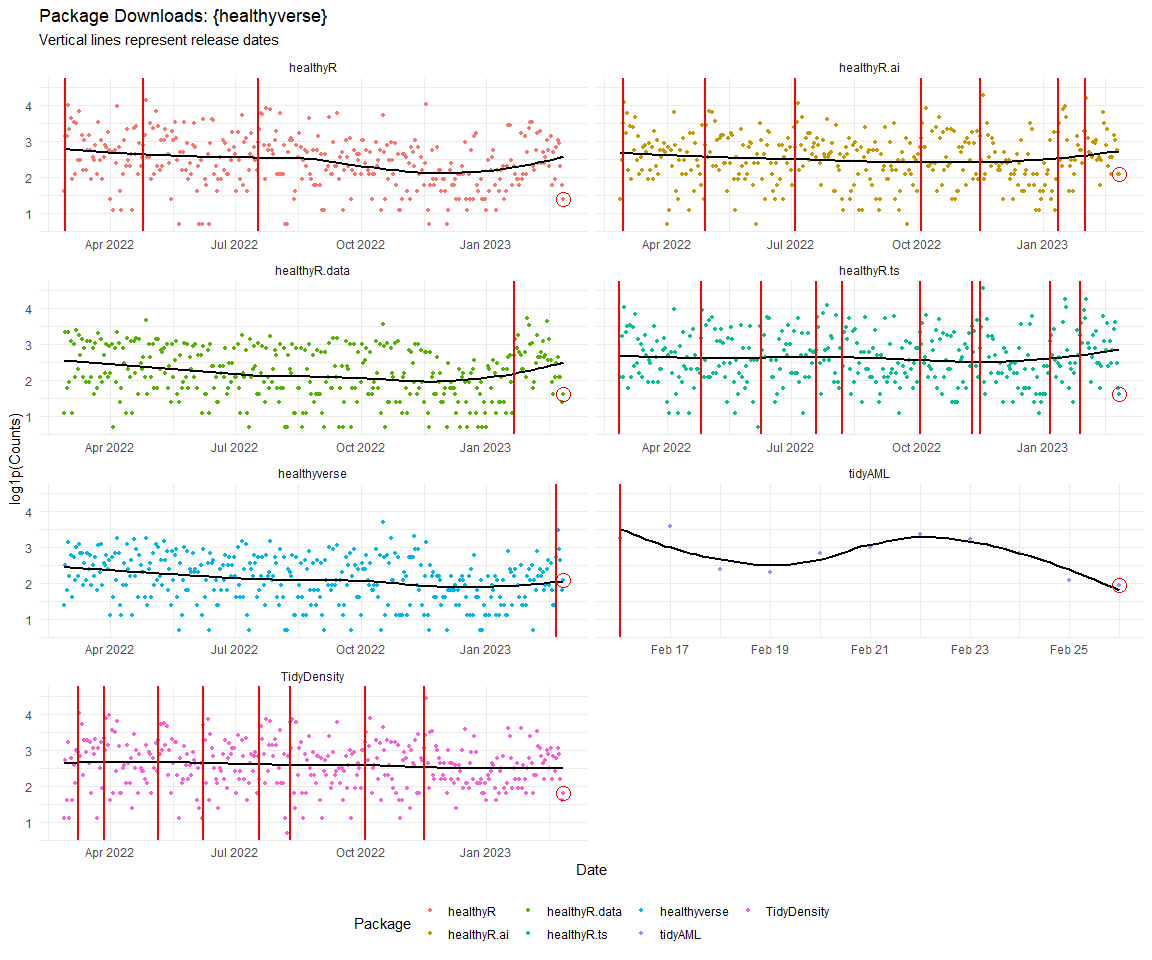 Package Downloads: {healthyverse}
Vertical lines represent release dates
healthyR
healthyR.ai
4
3
2
1
Apr 2022 Jul 2022 Oct 2022 Jan 2023
Apr 2022 Jul 2022 Oct 2022 Jan 2023
healthyR.data
healthyR.ts
4
3
2
1
Apr 2022 Jul 2022 Oct 2022 Jan 2023
Apr 2022 Jul 2022 Oct 2022 Jan 2023
log1p(Counts)
healthyverse
tidyAML
4
3
2
1
Apr 2022 Jul 2022 Oct 2022 Jan 2023
Feb 17 Feb 19 Feb 21 Feb 23 Feb 25
TidyDensity
4
3
2
1
Apr 2022 Jul 2022 Oct 2022 Jan 2023
Date
Package
healthyR healthyR.data healthyverse TidyDensity
healthyR.ai healthyR.ts tidyAML